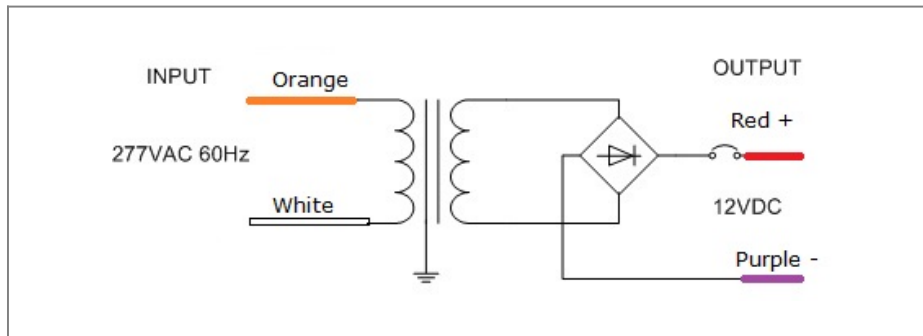 INPUT
Orange
277VAC 60Hz
White
OUTPUT
Red +
12VDC
Purple -